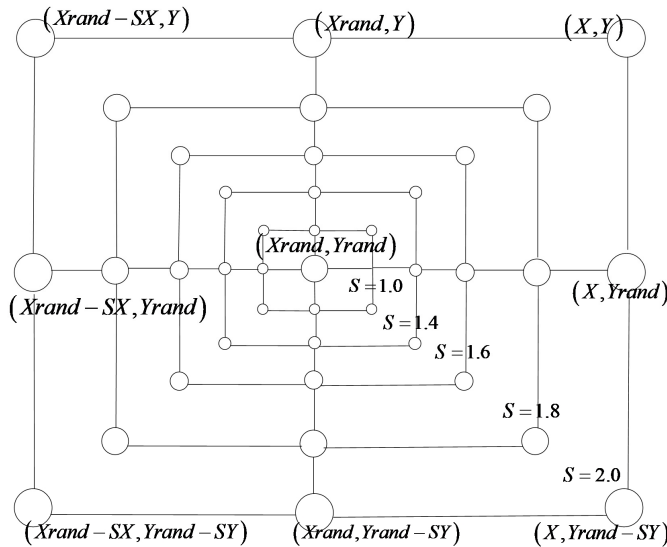 (Xrand−SX,Y) (Xrand,Y) (X,Y)
(Xrand,Yrand)
S=1.0
(Xrand−SX,Yrand) (X,Yrand)
S=1.4
S=1.6
S=1.8
S=2.0
(Xrand−SX,Yrand−SY) (Xrand,Yrand−SY) (X,Yrand−SY)